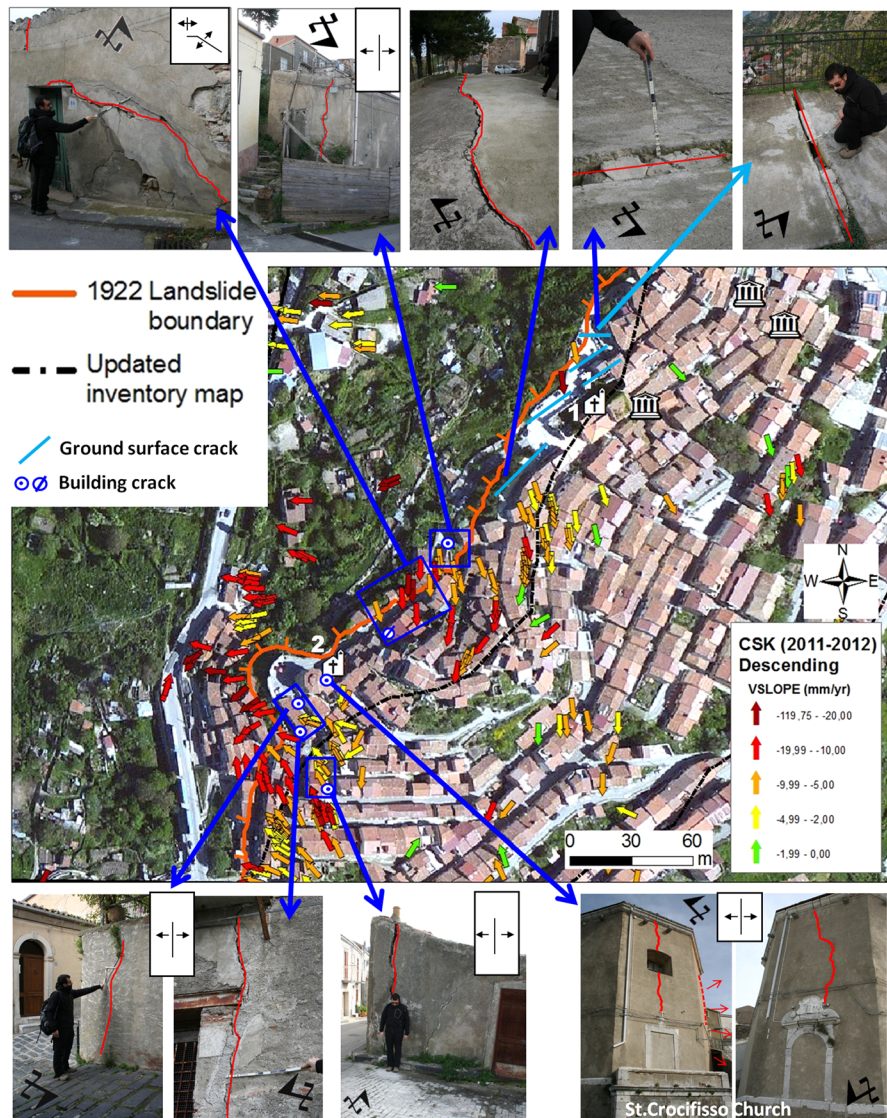 1922 Landslide
boundary
Updated
inventory map
Ground surface crack
Building crack
1
2
N
W E
S
CSK (2011-2012)
Descending
VSLOPE (mm/yr)
-119,75 - -20,00
-19,99 - -10,00
-9,99 - -5,00
-4,99 - -2,00
-1,99 - 0,00
0 30 60
m
St.Crocifisso Church